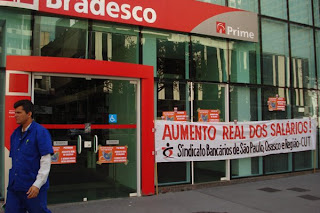 Bradesco
Prime
AUMENTO REAL DOS SALÁRIOS!
Sindicato Bancários de São Paulo, Osasco e Região-CUT